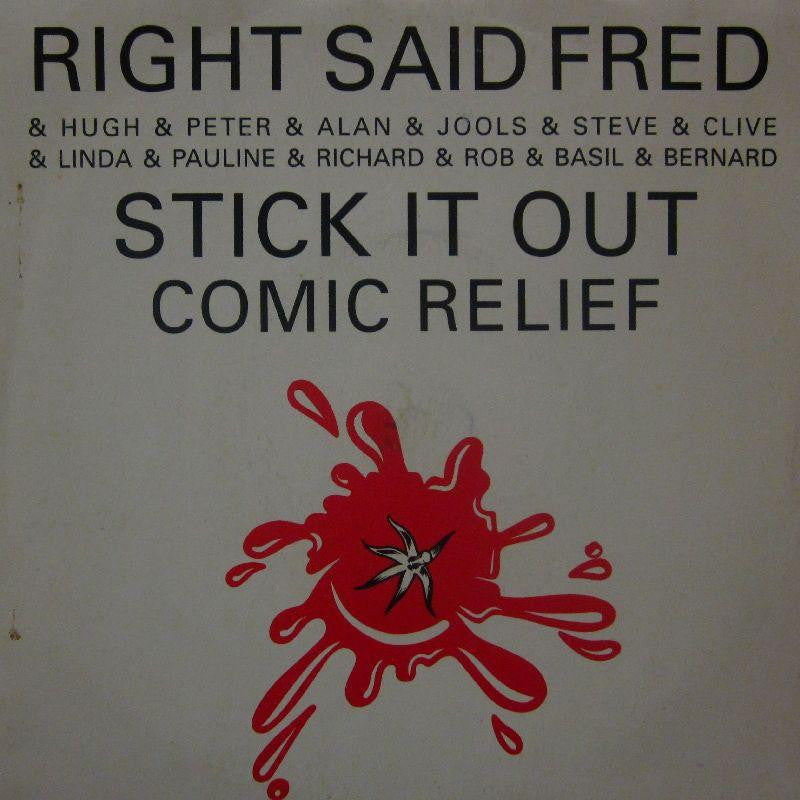 RIGHT SAID FRED
& HUGH & PETER & ALAN & JOOLS & STEVE & CLIVE
& LINDA & PAULINE & RICHARD & ROB & BASIL & BERNARD
STICK IT OUT
COMIC RELIEF